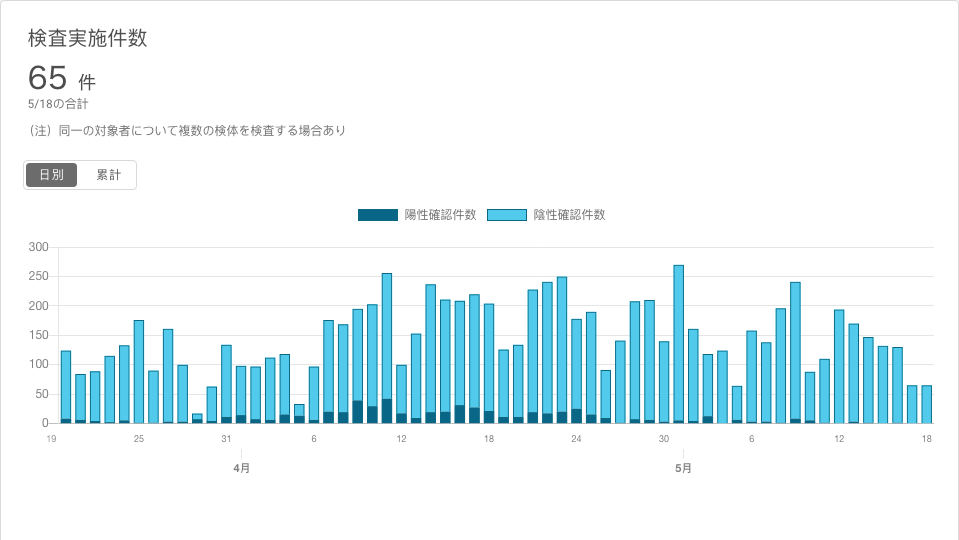 検査実施件数
65 件
5/18の合計
（注）同一の対象者について複数の検体を検査する場合あり
日別 累計
陽性確認件数 陰性確認件数
300
250
200
150
100
50
0
19 25 31 6 12 18 24 30 6 12 18
4月 5月